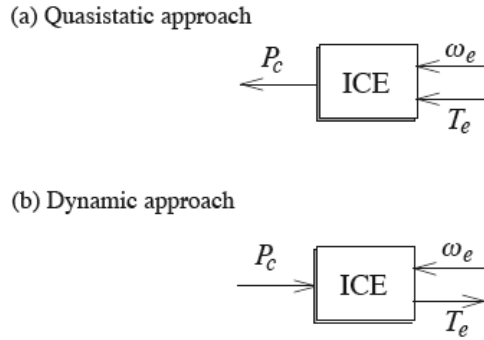 (a) Quasistatic approach
P_c ICE ω_e
T_e
(b) Dynamic approach
P_c ICE ω_e
T_e